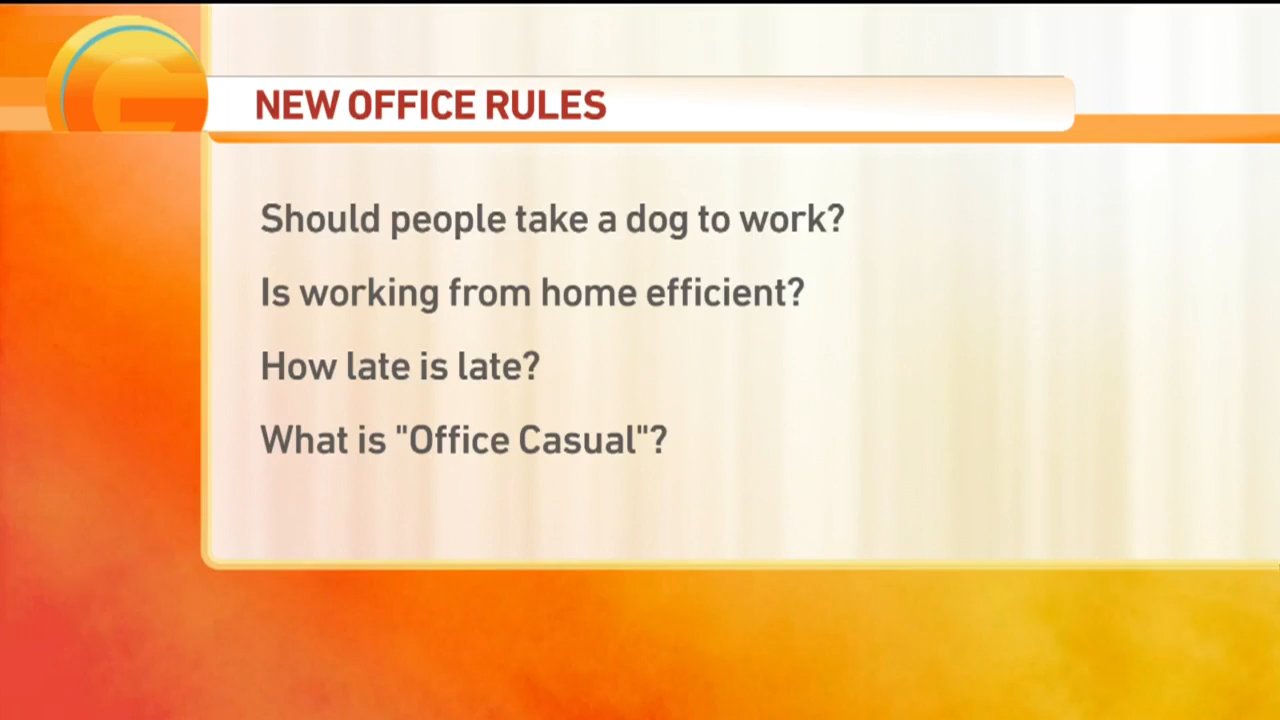 NEW OFFICE RULES
Should people take a dog to work?
Is working from home efficient?
How late is late?
What is "Office Casual"?